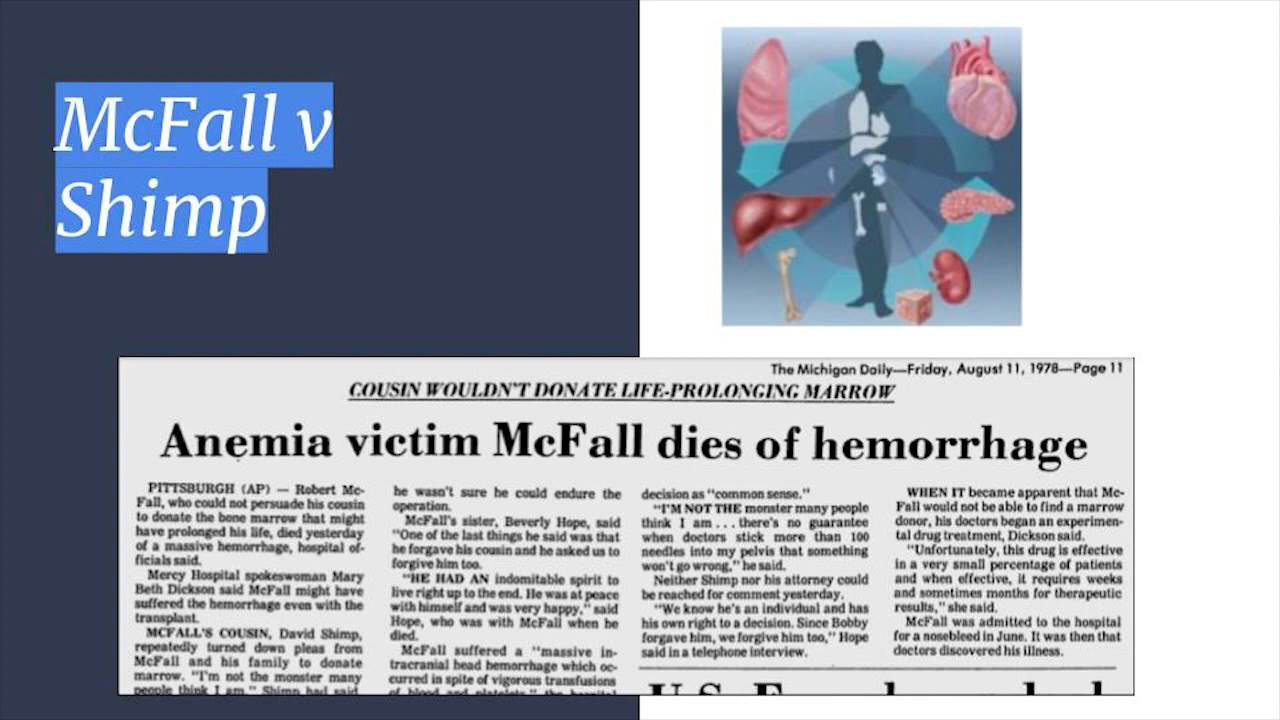 McFall v
Shimp
The Michigan Daily—Friday, August 11, 1978—Page 11
COUSIN WOULDN'T DONATE LIFE-PROLONGING MARROW
Anemia victim McFall dies of hemorrhage
PITTSBURGH (AP) — Robert Mc-
Fall, who could not persuade his cousin
to donate the bone marrow that might
have prolonged his life, died yesterday
of a massive hemorrhage, hospital of-
ficials said.
Mercy Hospital spokeswoman Mary
Beth Dickson said McFall might have
suffered the hemorrhage even with the
transplant.
MCFALL'S COUSIN, David Shimp,
repeatedly turned down pleas from
McFall and his family to donate
marrow. "I'm not the monster many
people think I am," Shimp had said,
he wasn't sure he could endure the
operation.
McFall's sister, Beverly Hope, said
"One of the last things he said was that
he forgave his cousin and he asked us to
forgive him too.
"HE HAD AN indomitable spirit to
live right up to the end. He was at peace
with himself and was very happy," said
Hope, who was with McFall when he
died.
McFall suffered a "massive in-
tracranial head hemorrhage which oc-
curred in spite of vigorous transfusions
of blood and platelets," the hospital
decision as "common sense."
"I'M NOT THE monster many people
think I am . . . there's no guarantee
when doctors stick more than 100
needles into my pelvis that something
won't go wrong," he said.
Neither Shimp nor his attorney could
be reached for comment yesterday.
"We know he's an individual and has
his own right to a decision. Since Bobby
forgave him, we forgive him too," Hope
said in a telephone interview.
WHEN IT became apparent that Mc-
Fall would not be able to find a marrow
donor, his doctors began an experimen-
tal drug treatment, Dickson said.
"Unfortunately, this drug is effective
in a very small percentage of patients
and when effective, it requires weeks
and sometimes months for therapeutic
results," she said.
McFall was admitted to the hospital
for a nosebleed in June. It was then that
doctors discovered his illness.